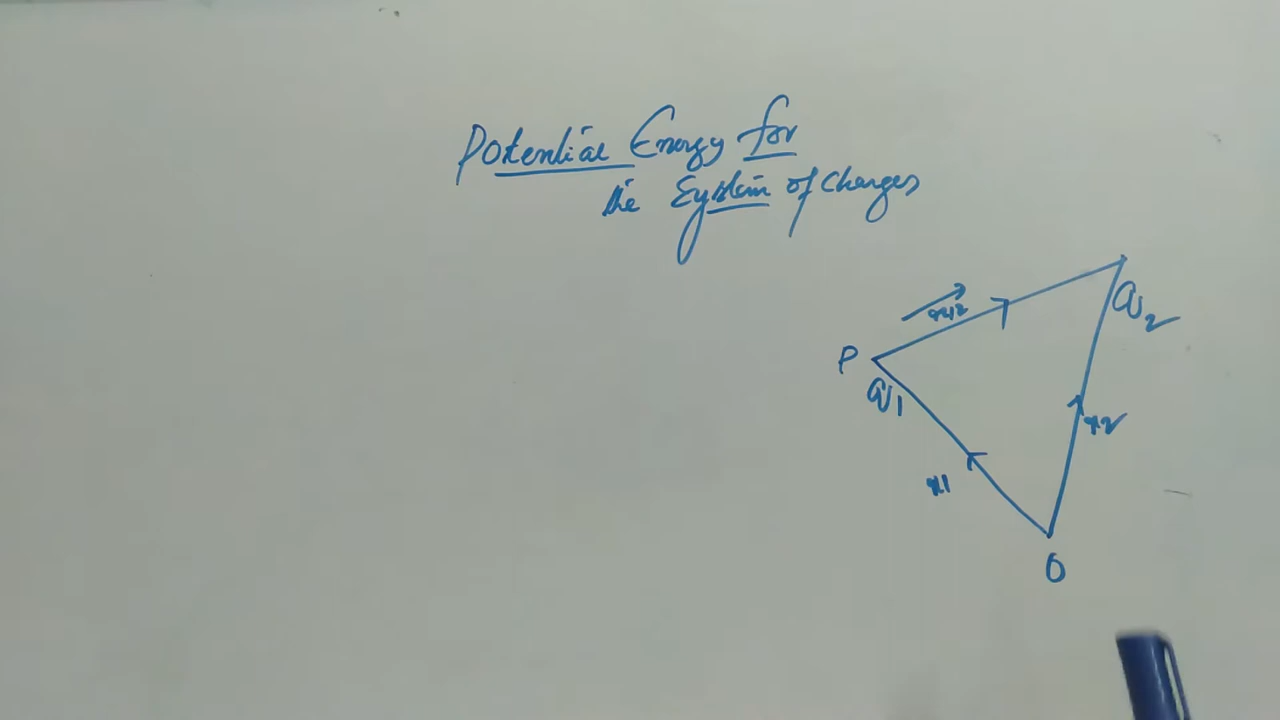 Potential Energy for
the System of Charges
r12
P
Q1
Q2
r2
r1
O